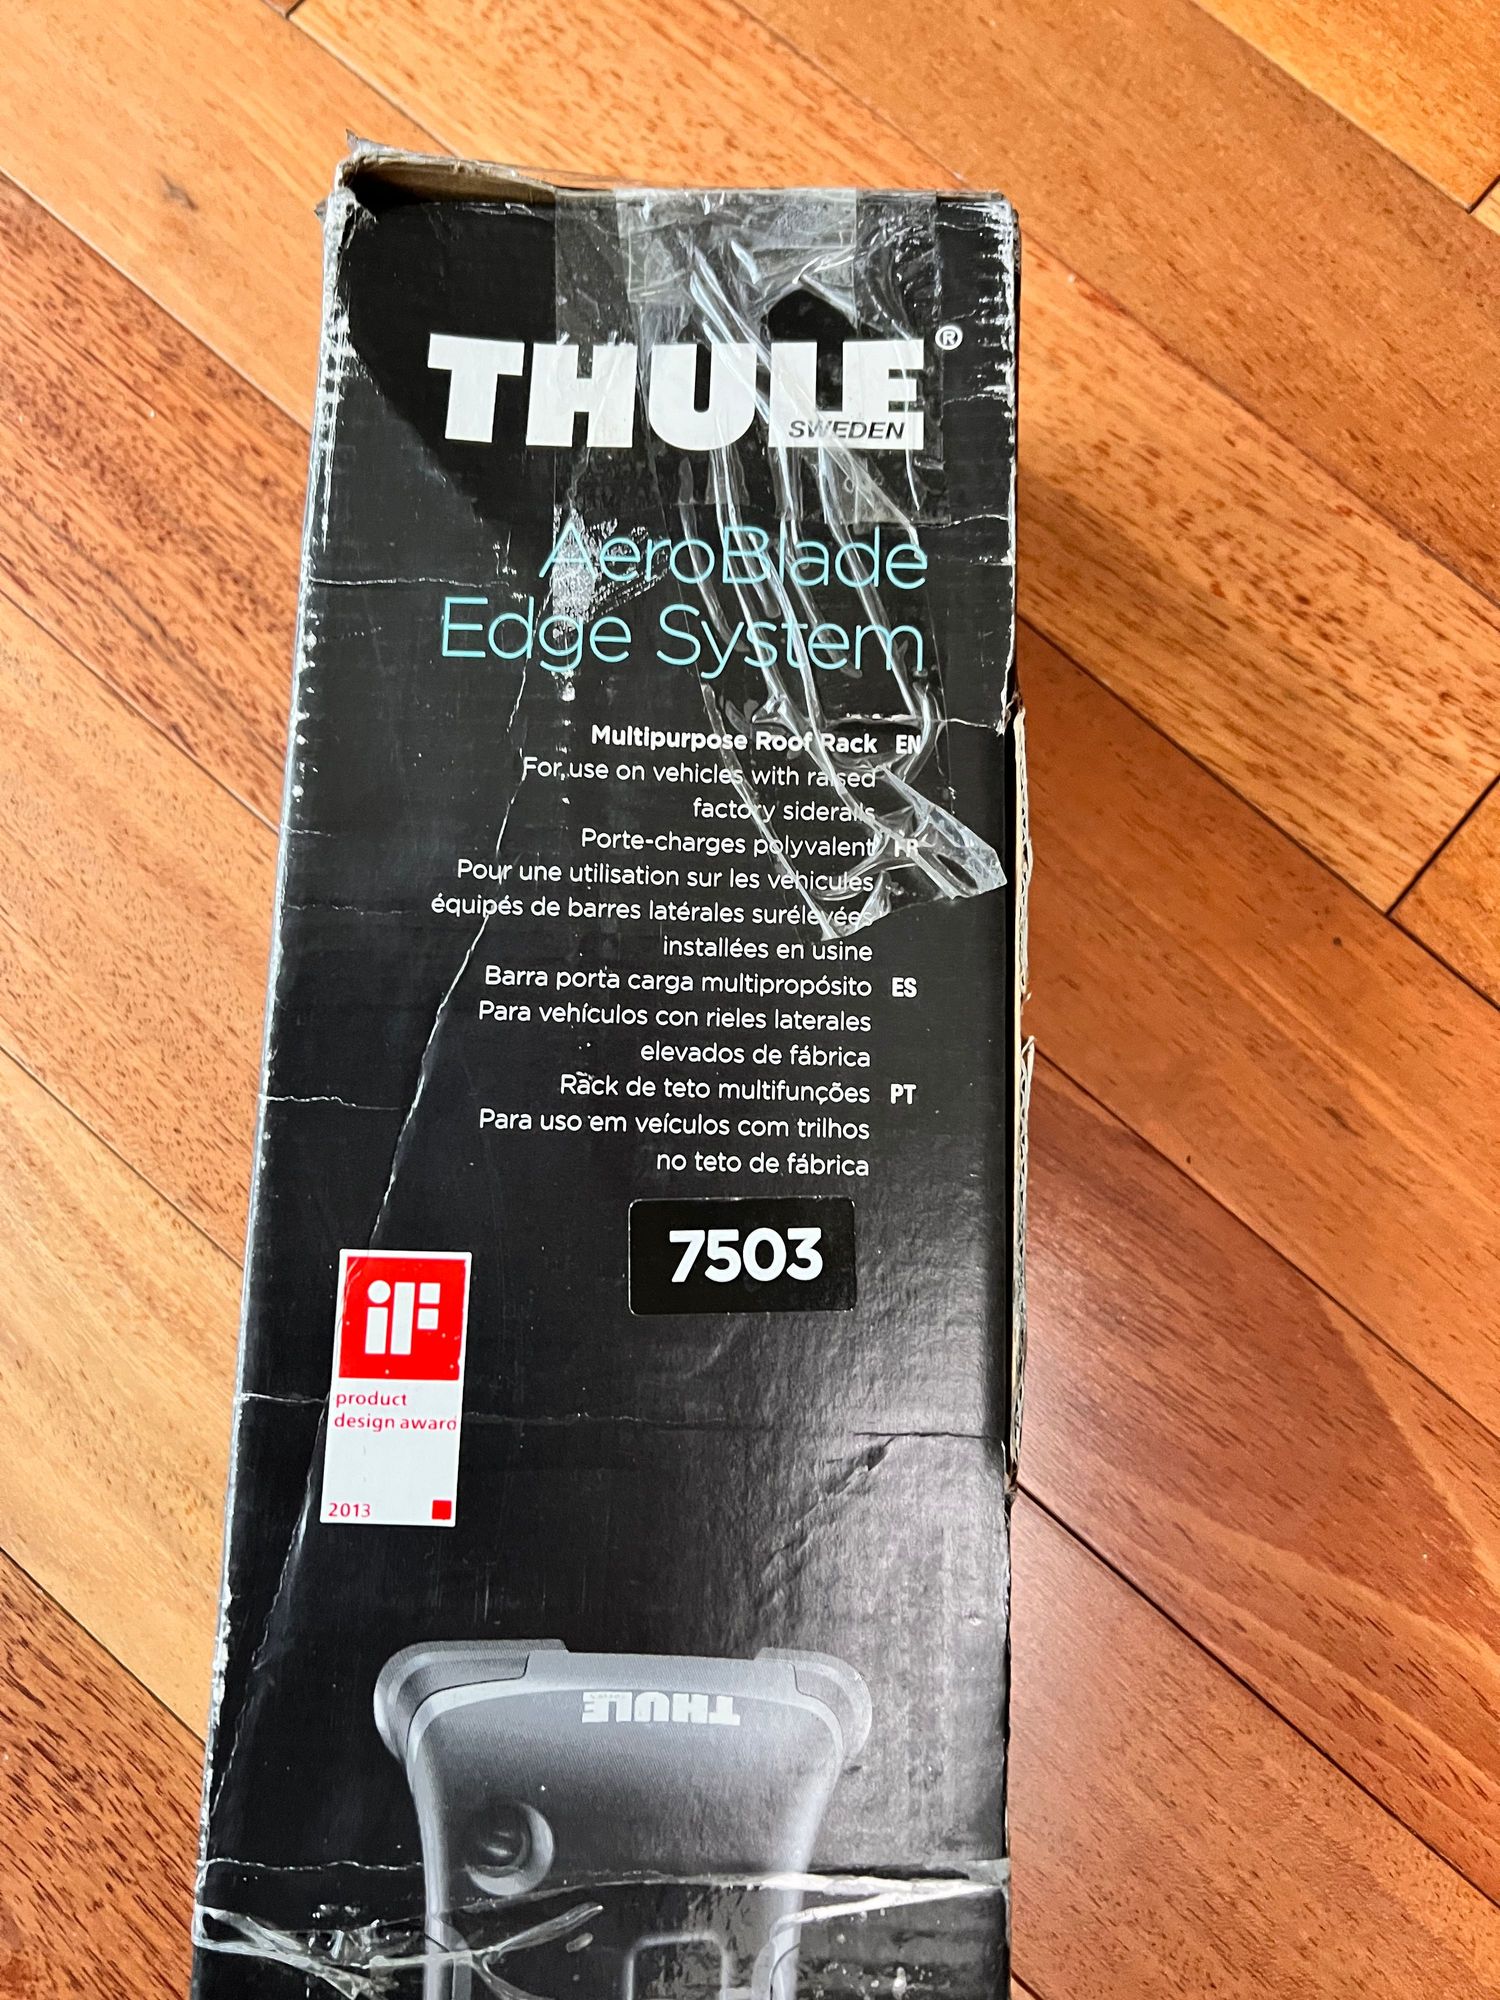 THULE®
SWEDEN
AeroBlade
Edge System
Multipurpose Roof Rack EN
For use on vehicles with raised
factory siderails
Porte-charges polyvalent FR
Pour une utilisation sur les vehicules
équipés de barres latérales surélevées
installées en usine
Barra porta carga multipropósito ES
Para vehículos con rieles laterales
elevados de fábrica
Rack de teto multifunções PT
Para uso em veículos com trilhos
no teto de fábrica
7503
iF
product
design award
2013
THULE